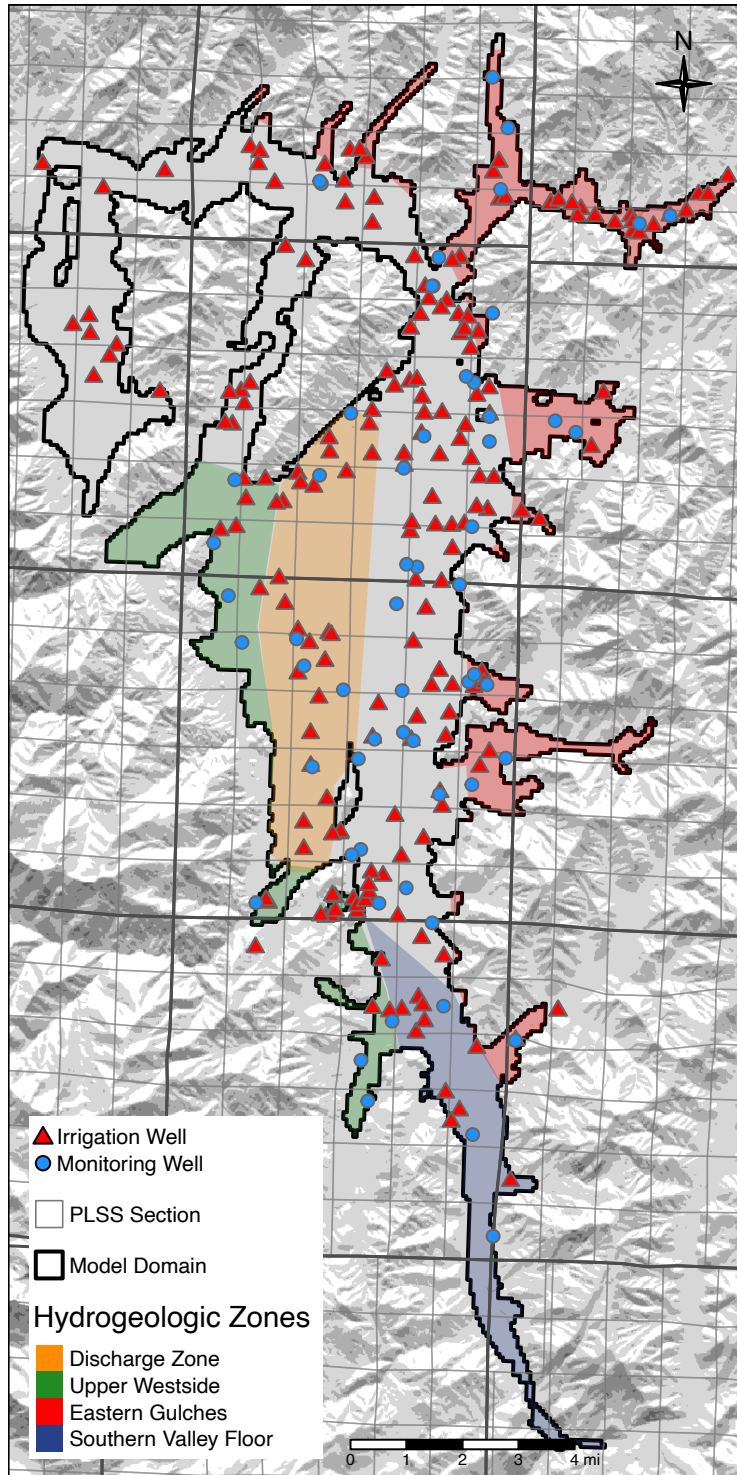 N
Irrigation Well
Monitoring Well
PLSS Section
Model Domain
Hydrogeologic Zones
Discharge Zone
Upper Westside
Eastern Gulches
Southern Valley Floor
0 1 2 3 4 mi